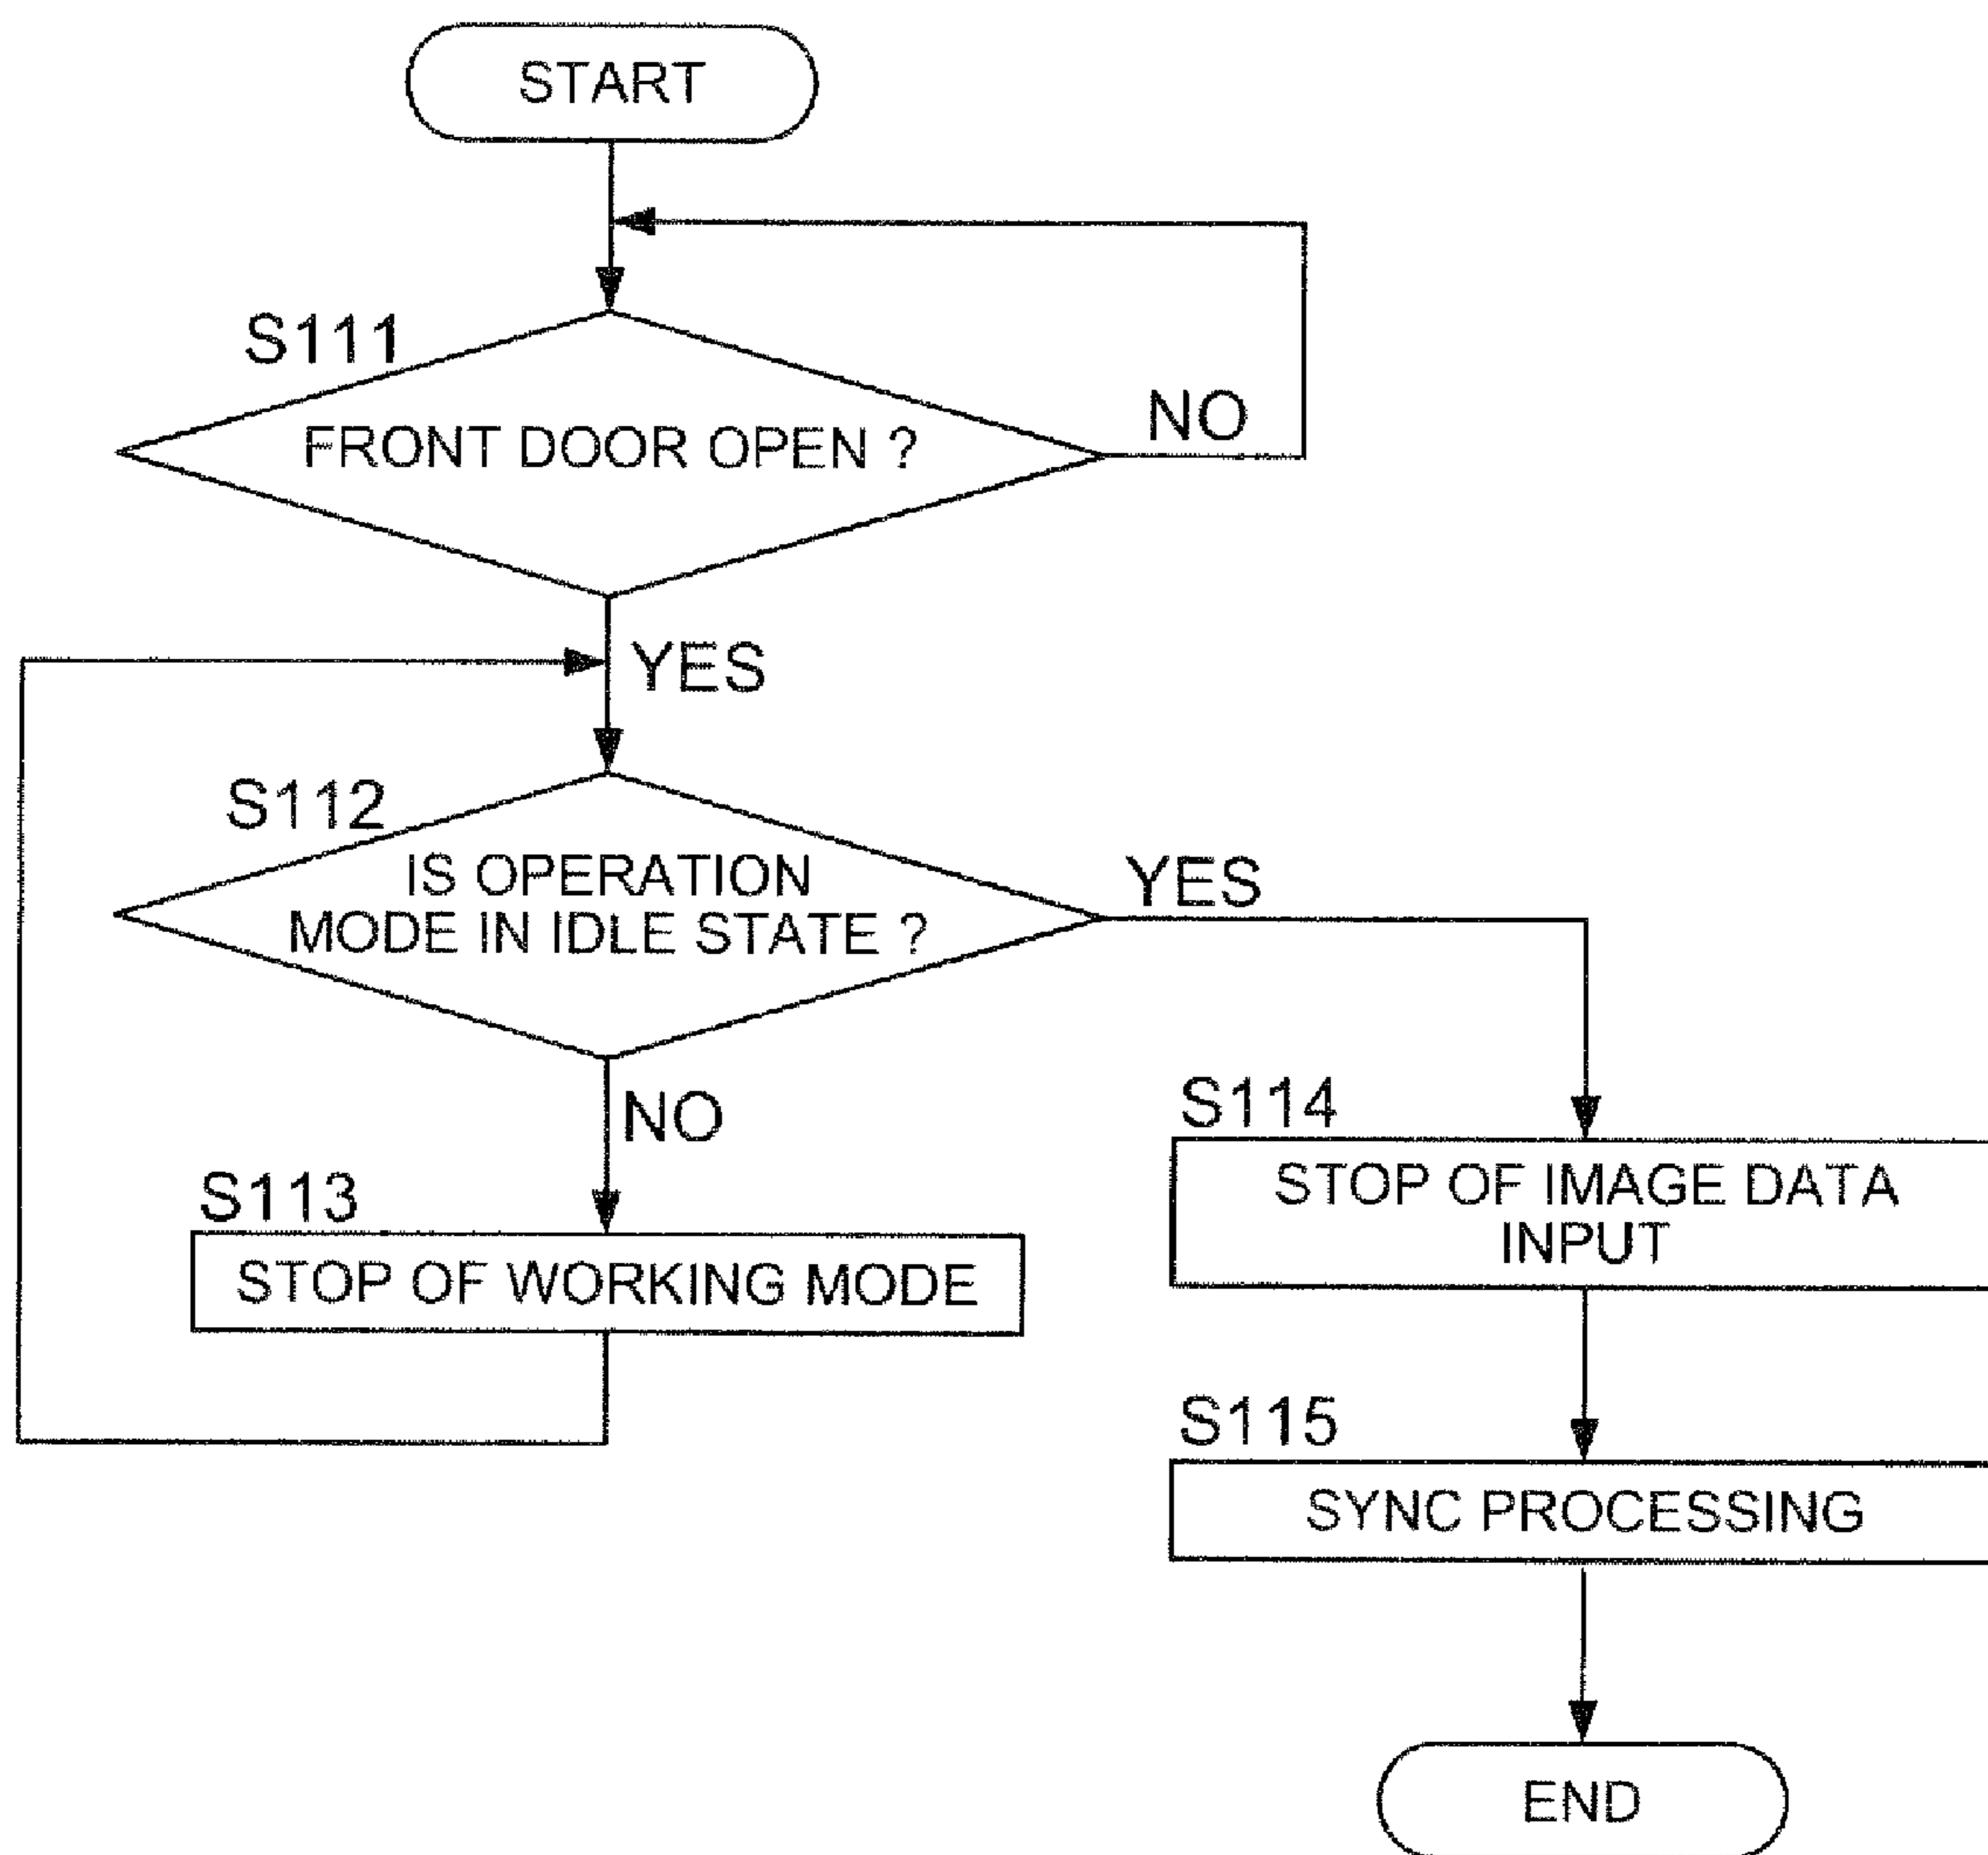 START
S111
FRONT DOOR OPEN ?
NO
YES
S112
IS OPERATION
MODE IN IDLE STATE ?
YES
NO
S113
STOP OF WORKING MODE
S114
STOP OF IMAGE DATA
INPUT
S115
SYNC PROCESSING
END